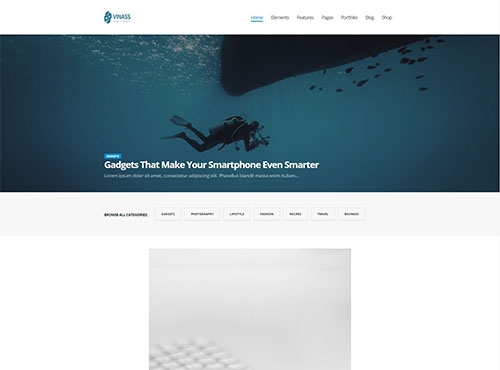 VINASS
Home Elements Features Pages Portfolio Blog Shop
GADGETS
Gadgets That Make Your Smartphone Even Smarter
Lorem ipsum dolor sit amet, consectetur adipiscing elit. Phasellus blandit massa enim...
BROWSE ALL CATEGORIES GADGETS PHOTOGRAPHY LIFESTYLE FASHION RECIPES TRAVEL BUSINESS